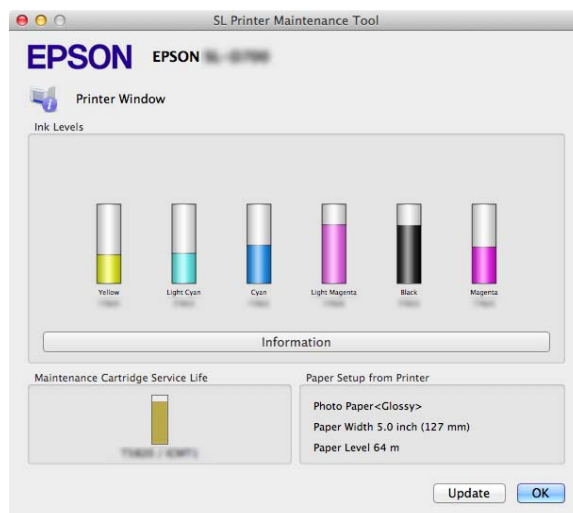 SL Printer Maintenance Tool
EPSON EPSON
Printer Window
Ink Levels
Yellow Light Cyan Cyan Light Magenta Black Magenta
Information
Maintenance Cartridge Service Life
Paper Setup from Printer
Photo Paper<Glossy>
Paper Width 5.0 inch (127 mm)
Paper Level 64 m
Update OK